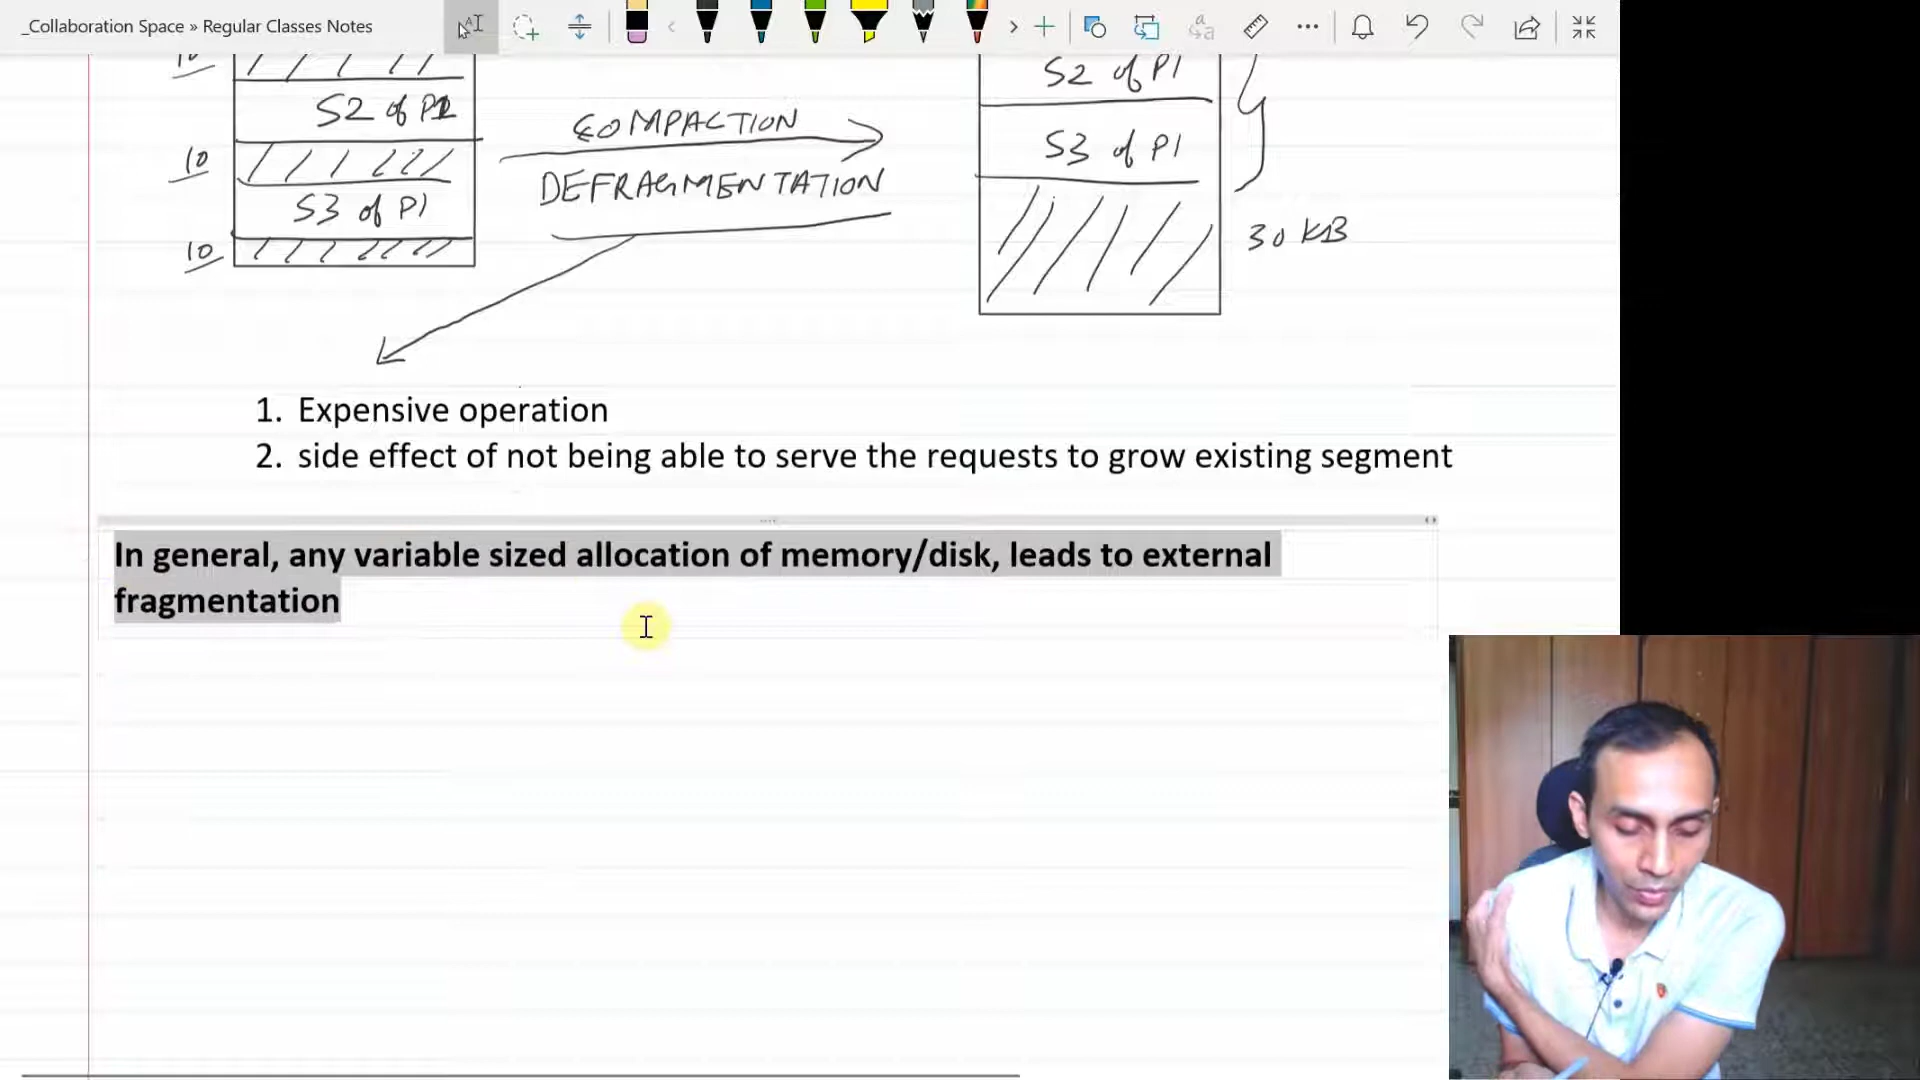 _Collaboration Space » Regular Classes Notes
10
S2 of P1
S2 of P1
COMPACTION
10
S3 of P1
DEFRAGMENTATION
S3 of P1
30 KB
10
1. Expensive operation
2. side effect of not being able to serve the requests to grow existing segment
In general, any variable sized allocation of memory/disk, leads to external
fragmentation